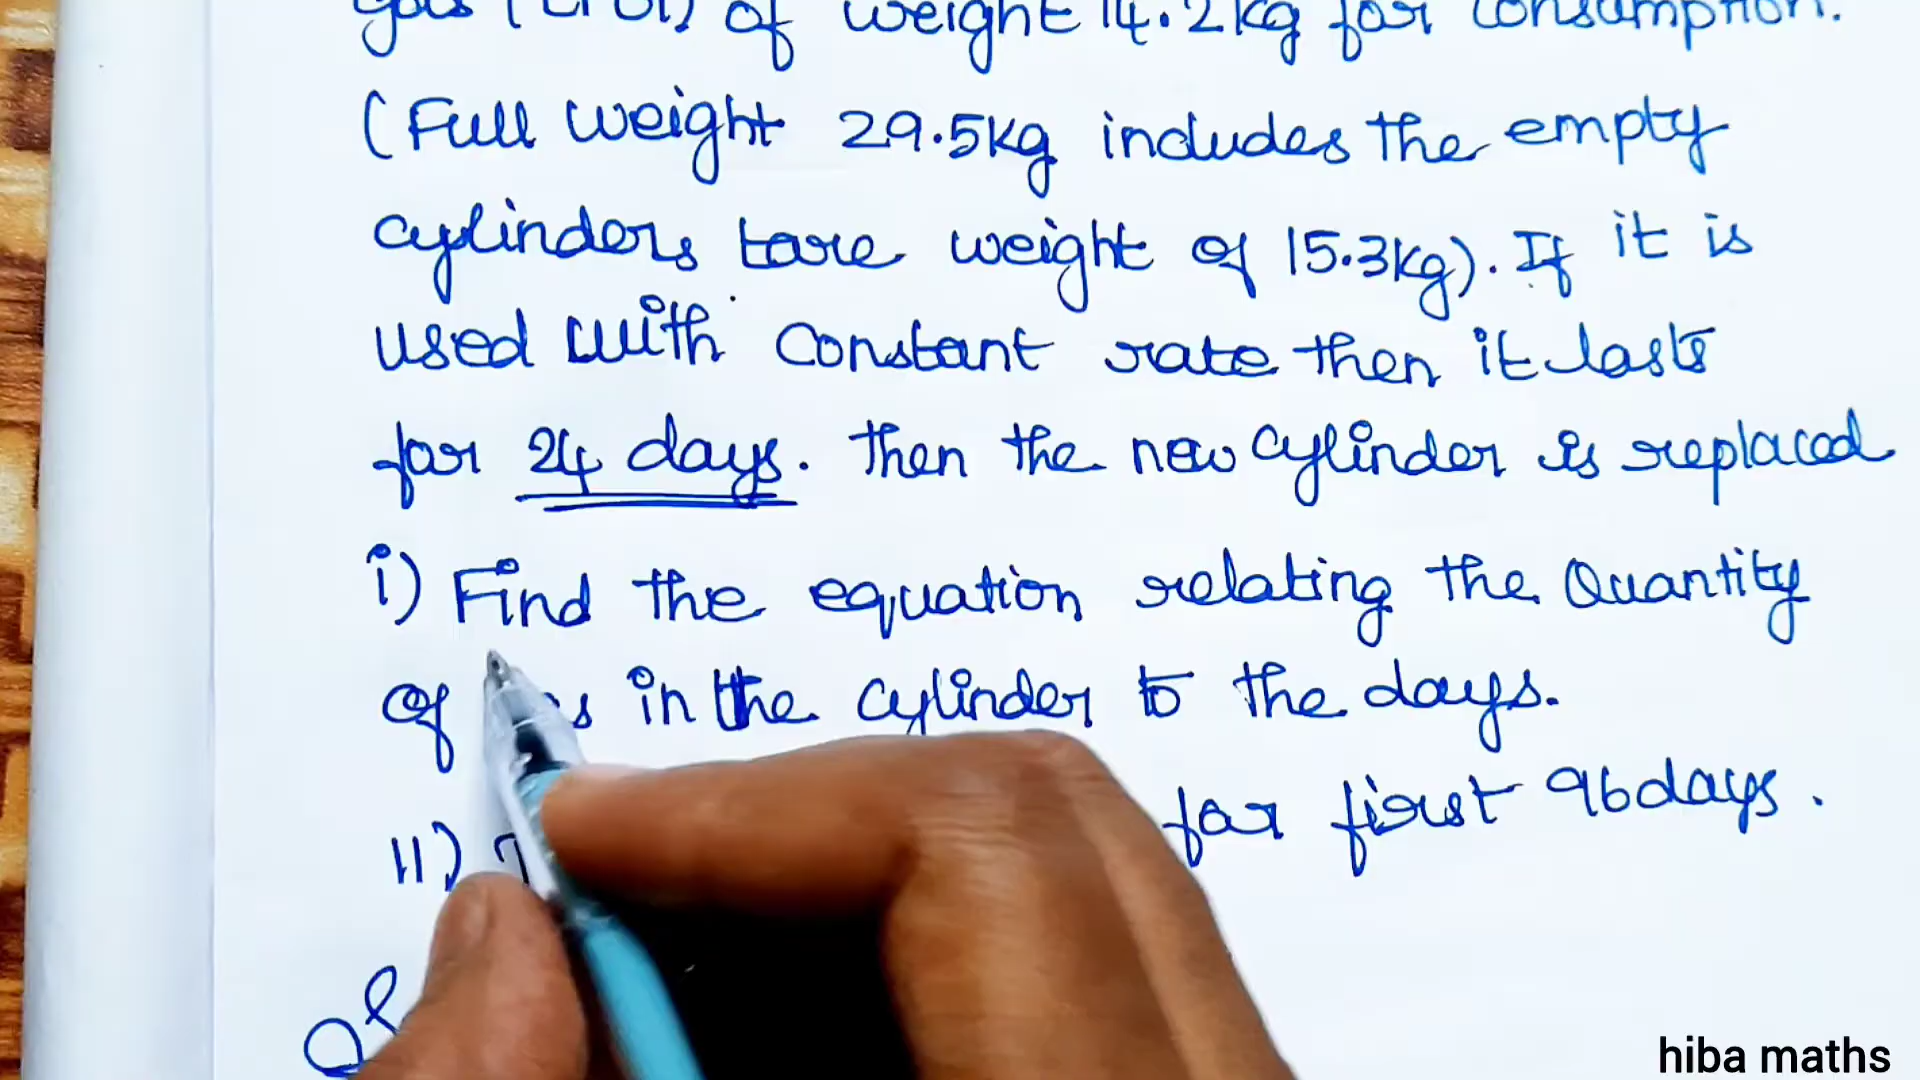 of weight 14.2kg for consumption.
(Full weight 29.5kg includes the empty
cylinders tare weight of 15.3kg). If it is
used with constant rate then it lasts
for 24 days. then the new cylinder is replaced
i) Find the equation relating the Quantity
of in the cylinder to the days.
ii) for first 96days.
hiba maths